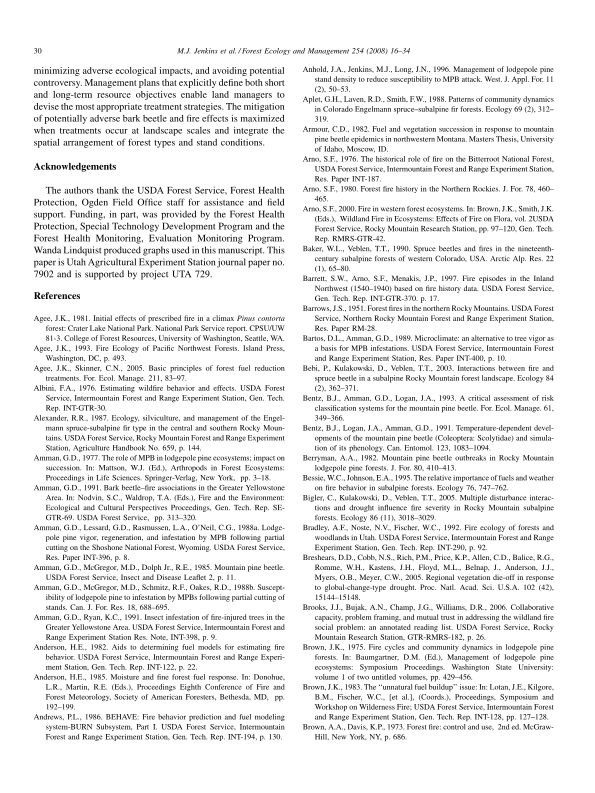 30
M.J. Jenkins et al. / Forest Ecology and Management 254 (2008) 16–34
minimizing adverse ecological impacts, and avoiding potential
controversy. Management plans that explicitly define both short
and long-term resource objectives enable land managers to
devise the most appropriate treatment strategies. The mitigation
of potentially adverse bark beetle and fire effects is maximized
when treatments occur at landscape scales and integrate the
spatial arrangement of forest types and stand conditions.
Acknowledgements
The authors thank the USDA Forest Service, Forest Health
Protection, Ogden Field Office staff for assistance and field
support. Funding, in part, was provided by the Forest Health
Protection, Special Technology Development Program and the
Forest Health Monitoring, Evaluation Monitoring Program.
Wanda Lindquist produced graphs used in this manuscript. This
paper is Utah Agricultural Experiment Station journal paper no.
7902 and is supported by project UTA 729.
References
Agee, J.K., 1981. Initial effects of prescribed fire in a climax Pinus contorta
forest: Crater Lake National Park. National Park Service report. CPSU/UW
81-3. College of Forest Resources, University of Washington, Seattle, WA.
Agee, J.K., 1993. Fire Ecology of Pacific Northwest Forests. Island Press,
Washington, DC, p. 493.
Agee, J.K., Skinner, C.N., 2005. Basic principles of forest fuel reduction
treatments. For. Ecol. Manage. 211, 83–97.
Albini, F.A., 1976. Estimating wildfire behavior and effects. USDA Forest
Service, Intermountain Forest and Range Experiment Station, Gen. Tech.
Rep. INT-GTR-30.
Alexander, R.R., 1987. Ecology, silviculture, and management of the Engel-
mann spruce-subalpine fir type in the central and southern Rocky Moun-
tains. USDA Forest Service, Rocky Mountain Forest and Range Experiment
Station, Agriculture Handbook No. 659, p. 144.
Amman, G.D., 1977. The role of MPB in lodgepole pine ecosystems; impact on
succession. In: Mattson, W.J. (Ed.), Arthropods in Forest Ecosystems:
Proceedings in Life Sciences. Springer-Verlag, New York, pp. 3–18.
Amman, G.D., 1991. Bark beetle–fire associations in the Greater Yellowstone
Area. In: Nodvin, S.C., Waldrop, T.A. (Eds.), Fire and the Environment:
Ecological and Cultural Perspectives Proceedings, Gen. Tech. Rep. SE-
GTR-69. USDA Forest Service, pp. 313–320.
Amman, G.D., Lessard, G.D., Rasmussen, L.A., O'Neil, C.G., 1988a. Lodge-
pole pine vigor, regeneration, and infestation by MPB following partial
cutting on the Shoshone National Forest, Wyoming. USDA Forest Service,
Res. Paper INT-396, p. 8.
Amman, G.D., McGregor, M.D., Dolph Jr., R.E., 1985. Mountain pine beetle.
USDA Forest Service, Insect and Disease Leaflet 2, p. 11.
Amman, G.D., McGregor, M.D., Schmitz, R.F., Oakes, R.D., 1988b. Suscept-
ibility of lodgepole pine to infestation by MPBs following partial cutting of
stands. Can. J. For. Res. 18, 688–695.
Amman, G.D., Ryan, K.C., 1991. Insect infestation of fire-injured trees in the
Greater Yellowstone Area. USDA Forest Service, Intermountain Forest and
Range Experiment Station Res. Note, INT-398, p. 9.
Anderson, H.E., 1982. Aids to determining fuel models for estimating fire
behavior. USDA Forest Service, Intermountain Forest and Range Experi-
ment Station, Gen. Tech. Rep. INT-122, p. 22.
Anderson, H.E., 1985. Moisture and fine forest fuel response. In: Donohue,
L.R., Martin, R.E. (Eds.), Proceedings Eighth Conference of Fire and
Forest Meteorology, Society of American Foresters, Bethesda, MD, pp.
192–199.
Andrews, P.L., 1986. BEHAVE: Fire behavior prediction and fuel modeling
system-BURN Subsystem, Part I. USDA Forest Service, Intermountain
Forest and Range Experiment Station, Gen. Tech. Rep. INT-194, p. 130.
Anhold, J.A., Jenkins, M.J., Long, J.N., 1996. Management of lodgepole pine
stand density to reduce susceptibility to MPB attack. West. J. Appl. For. 11
(2), 50–53.
Aplet, G.H., Laven, R.D., Smith, F.W., 1988. Patterns of community dynamics
in Colorado Engelmann spruce–subalpine fir forests. Ecology 69 (2), 312–
319.
Armour, C.D., 1982. Fuel and vegetation succession in response to mountain
pine beetle epidemics in northwestern Montana. Masters Thesis, University
of Idaho, Moscow, ID.
Arno, S.F., 1976. The historical role of fire on the Bitterroot National Forest,
USDA Forest Service, Intermountain Forest and Range Experiment Station,
Res. Paper INT-187.
Arno, S.F., 1980. Forest fire history in the Northern Rockies. J. For. 78, 460–
465.
Arno, S.F., 2000. Fire in western forest ecosystems. In: Brown, J.K., Smith, J.K.
(Eds.), Wildland Fire in Ecosystems: Effects of Fire on Flora, vol. 2USDA
Forest Service, Rocky Mountain Research Station, pp. 97–120, Gen. Tech.
Rep. RMRS-GTR-42.
Baker, W.L., Veblen, T.T., 1990. Spruce beetles and fires in the nineteenth-
century subalpine forests of western Colorado, USA. Arctic Alp. Res. 22
(1), 65–80.
Barrett, S.W., Arno, S.F., Menakis, J.P., 1997. Fire episodes in the Inland
Northwest (1540–1940) based on fire history data. USDA Forest Service,
Gen. Tech. Rep. INT-GTR-370. p. 17.
Barrows, J.S., 1951. Forest fires in the northern Rocky Mountains. USDA Forest
Service, Northern Rocky Mountain Forest and Range Experiment Station,
Res. Paper RM-28.
Bartos, D.L., Amman, G.D., 1989. Microclimate: an alternative to tree vigor as
a basis for MPB infestations. USDA Forest Service, Intermountain Forest
and Range Experiment Station, Res. Paper INT-400, p. 10.
Bebi, P., Kulakowski, D., Veblen, T.T., 2003. Interactions between fire and
spruce beetle in a subalpine Rocky Mountain forest landscape. Ecology 84
(2), 362–371.
Bentz, B.J., Amman, G.D., Logan, J.A., 1993. A critical assessment of risk
classification systems for the mountain pine beetle. For. Ecol. Manage. 61,
349–366.
Bentz, B.J., Logan, J.A., Amman, G.D., 1991. Temperature-dependent devel-
opments of the mountain pine beetle (Coleoptera: Scolytidae) and simula-
tion of its phenology. Can. Entomol. 123, 1083–1094.
Berryman, A.A., 1982. Mountain pine beetle outbreaks in Rocky Mountain
lodgepole pine forests. J. For. 80, 410–413.
Bessie, W.C., Johnson, E.A., 1995. The relative importance of fuels and weather
on fire behavior in subalpine forests. Ecology 76, 747–762.
Bigler, C., Kulakowski, D., Veblen, T.T., 2005. Multiple disturbance interac-
tions and drought influence fire severity in Rocky Mountain subalpine
forests. Ecology 86 (11), 3018–3029.
Bradley, A.F., Noste, N.V., Fischer, W.C., 1992. Fire ecology of forests and
woodlands in Utah. USDA Forest Service, Intermountain Forest and Range
Experiment Station, Gen. Tech. Rep. INT-290, p. 92.
Breshears, D.D., Cobb, N.S., Rich, P.M., Price, K.P., Allen, C.D., Balice, R.G.,
Romme, W.H., Kastens, J.H., Floyd, M.L., Belnap, J., Anderson, J.J.,
Myers, O.B., Meyer, C.W., 2005. Regional vegetation die-off in response
to global-change-type drought. Proc. Natl. Acad. Sci. U.S.A. 102 (42),
15144–15148.
Brooks, J.J., Bujak, A.N., Champ, J.G., Williams, D.R., 2006. Collaborative
capacity, problem framing, and mutual trust in addressing the wildland fire
social problem: an annotated reading list. USDA Forest Service, Rocky
Mountain Research Station, GTR-RMRS-182, p. 26.
Brown, J.K., 1975. Fire cycles and community dynamics in lodgepole pine
forests. In: Baumgartner, D.M. (Ed.), Management of lodgepole pine
ecosystems: Symposium Proceedings. Washington State University:
volume 1 of two untitled volumes, pp. 429–456.
Brown, J.K., 1983. The "unnatural fuel buildup" issue: In: Lotan, J.E., Kilgore,
B.M., Fischer, W.C., [et al.], (Coords.), Proceedings, Symposium and
Workshop on Wilderness Fire; USDA Forest Service, Intermountain Forest
and Range Experiment Station, Gen. Tech. Rep. INT-128, pp. 127–128.
Brown, A.A., Davis, K.P., 1973. Forest fire: control and use, 2nd ed. McGraw-
Hill, New York, NY, p. 686.